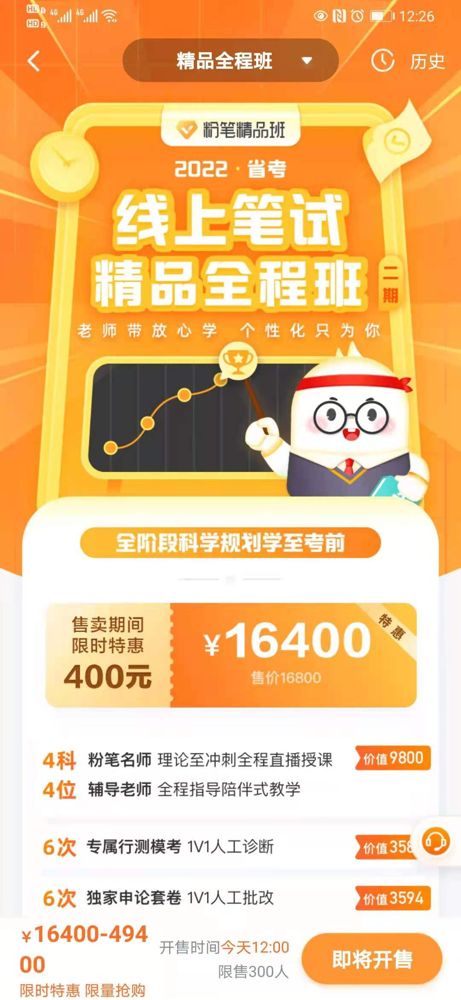 HD 1 4G 4G
HD 2
12:26
精品全程班
历史
粉笔精品班
2022·省考
线上笔试
精品全程班
二期
老师带放心学 个性化只为你
全阶段科学规划学至考前
售卖期间
限时特惠
400元
¥16400
售价16800
特惠
4科 粉笔名师 理论至冲刺全程直播授课 价值9800
4位 辅导老师 全程指导陪伴式教学
6次 专属行测模考 1V1人工诊断 价值358
6次 独家申论套卷 1V1人工批改 价值3594
¥16400-494
00
限时特惠 限量抢购
开售时间今天12:00
限售300人
即将开售